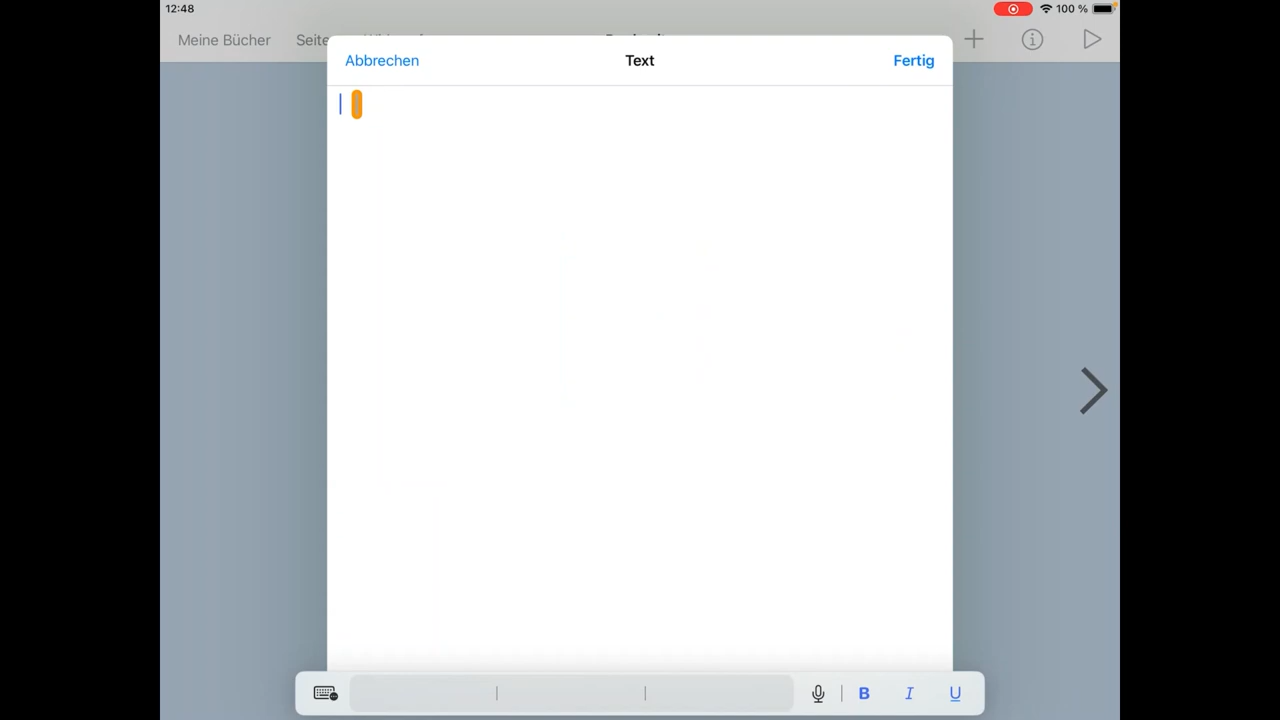 12:48
100 %
Meine Bücher
Seite
Abbrechen
Text
Fertig
B
I
U